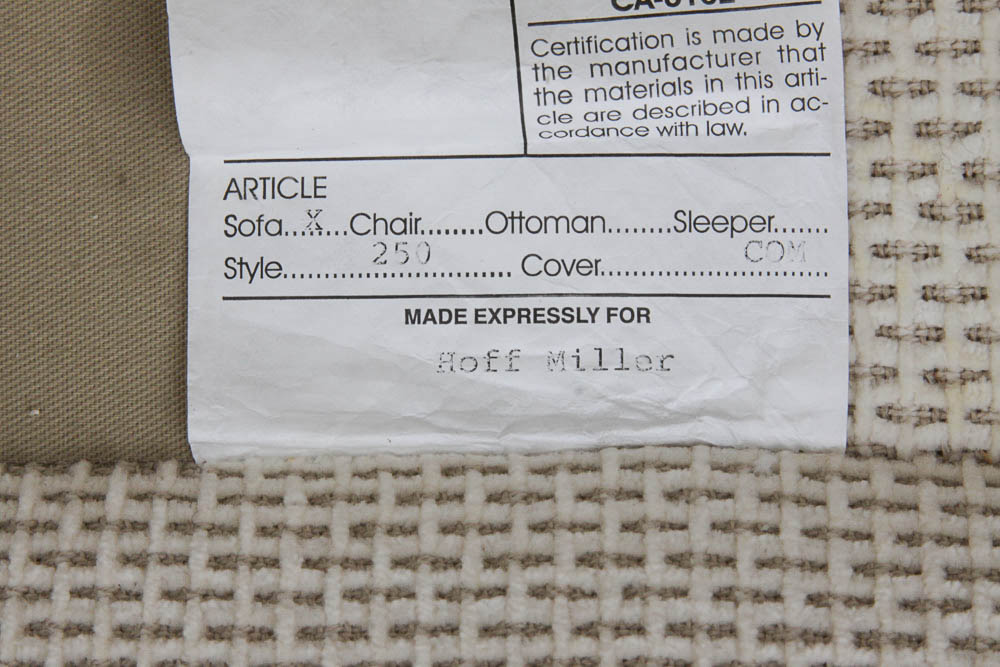 Certification is made by
the manufacturer that
the materials in this arti-
cle are described in ac-
cordance with law.
ARTICLE
Sofa....X....Chair........Ottoman........Sleeper.......
Style............250............. Cover....................COM...
MADE EXPRESSLY FOR
Hoff Miller